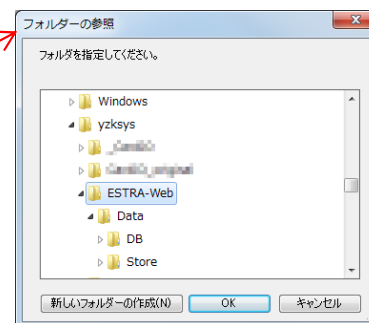 フォルダーの参照
フォルダを指定してください。
Windows
yzksys
ESTRA-Web
Data
DB
Store
新しいフォルダーの作成(N)
OK
キャンセル